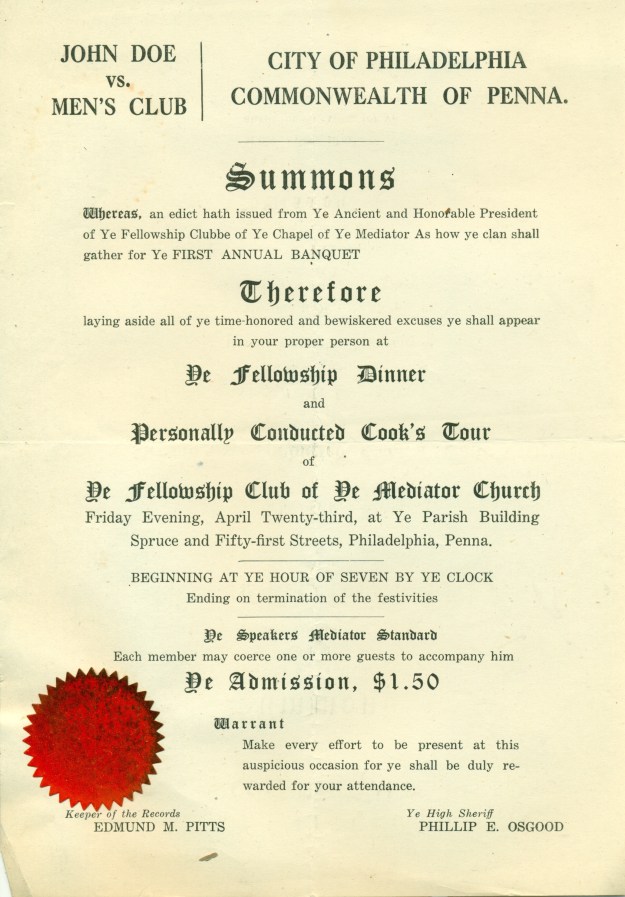 JOHN DOE
vs.
MEN'S CLUB
CITY OF PHILADELPHIA
COMMONWEALTH OF PENNA.
Summons
Whereas, an edict hath issued from Ye Ancient and Honorable President
of Ye Fellowship Clubbe of Ye Chapel of Ye Mediator As how ye clan shall
gather for Ye FIRST ANNUAL BANQUET
Therefore
laying aside all of ye time-honored and bewiskered excuses ye shall appear
in your proper person at
Ye Fellowship Dinner
and
Personally Conducted Cook's Tour
of
Ye Fellowship Club of Ye Mediator Church
Friday Evening, April Twenty-third, at Ye Parish Building
Spruce and Fifty-first Streets, Philadelphia, Penna.
BEGINNING AT YE HOUR OF SEVEN BY YE CLOCK
Ending on termination of the festivities
Ye Speakers Mediator Standard
Each member may coerce one or more guests to accompany him
Ye Admission, $1.50
Warrant
Make every effort to be present at this
auspicious occasion for ye shall be duly re-
warded for your attendance.
Keeper of the Records
EDMUND M. PITTS
Ye High Sheriff
PHILLIP E. OSGOOD